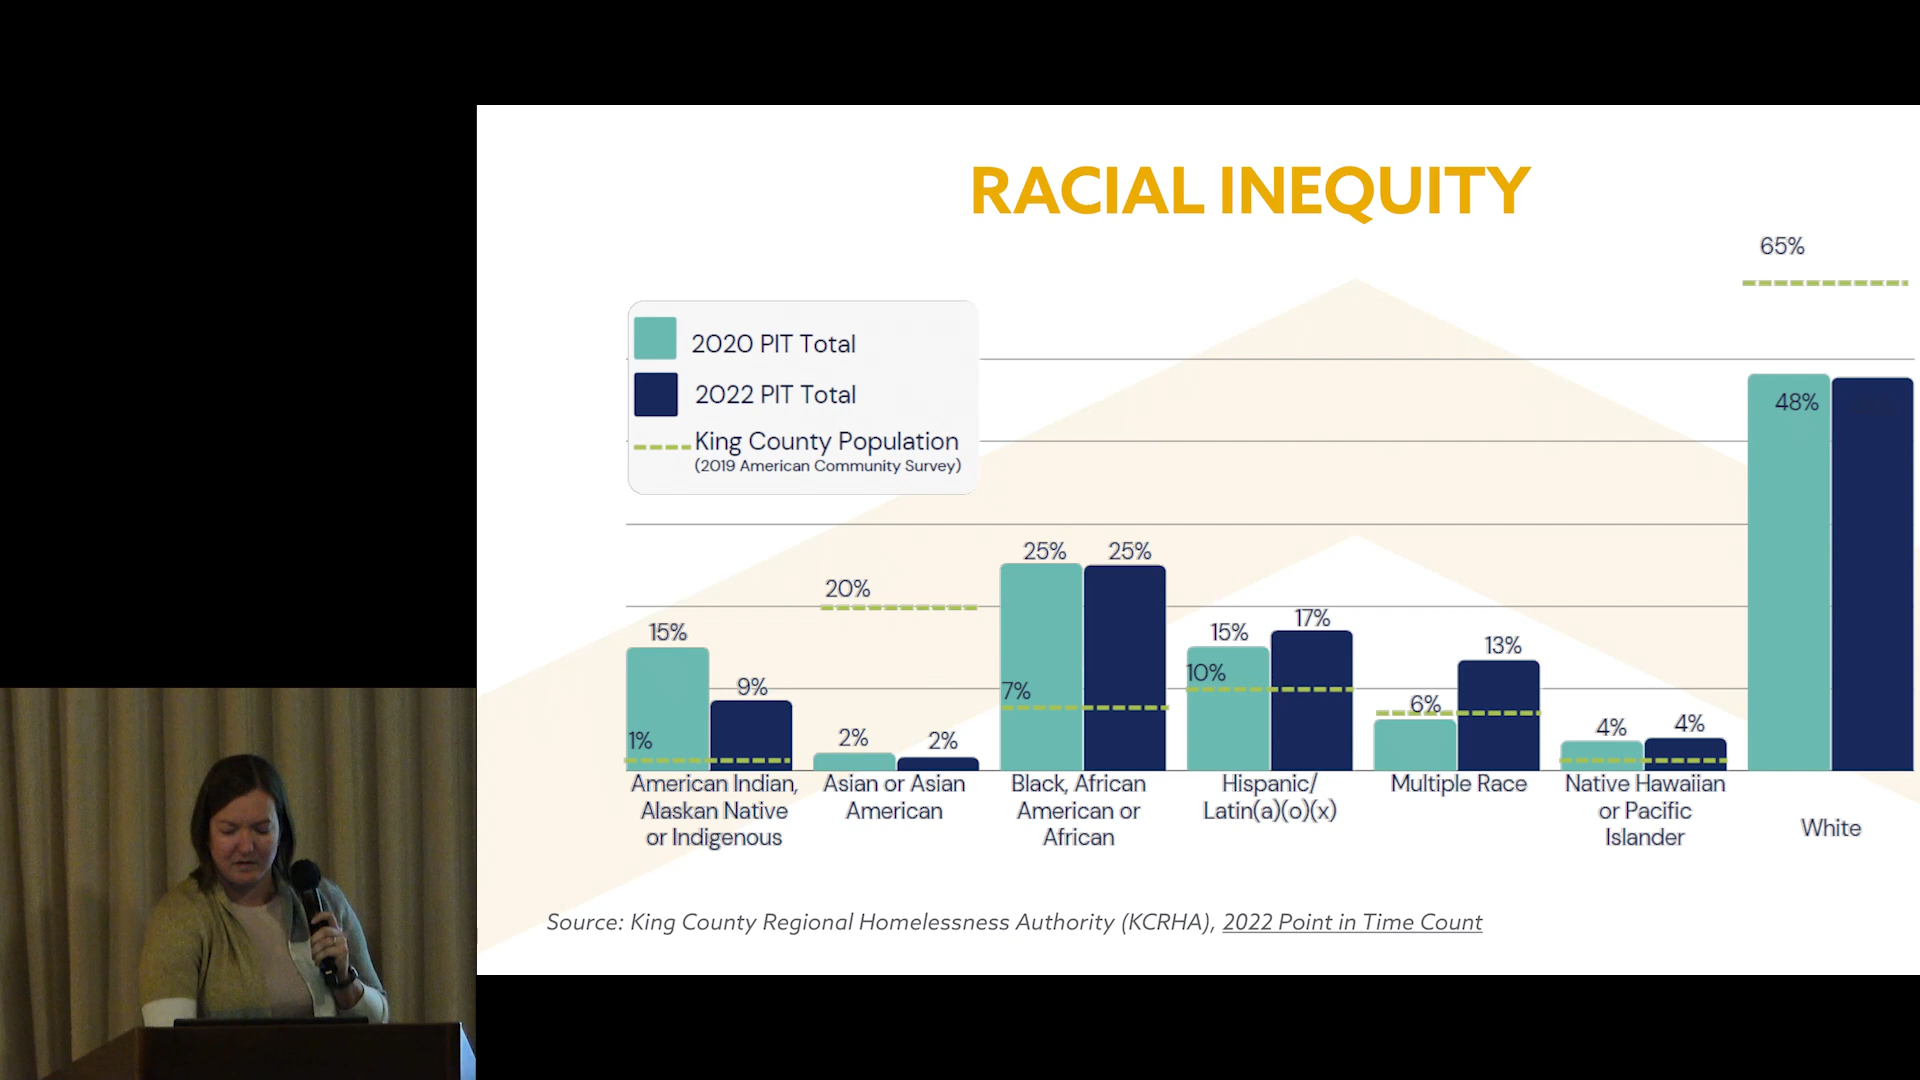 RACIAL INEQUITY
65%
2020 PIT Total
2022 PIT Total
King County Population
(2019 American Community Survey)
48%
25% 25%
20%
15%
17%
15%
13%
10%
9%
7%
6%
4% 4%
1%
2% 2%
American Indian,
Alaskan Native
or Indigenous
Asian or Asian
American
Black, African
American or
African
Hispanic/
Latin(a)(o)(x)
Multiple Race
Native Hawaiian
or Pacific
Islander
White
Source: King County Regional Homelessness Authority (KCRHA), 2022 Point in Time Count